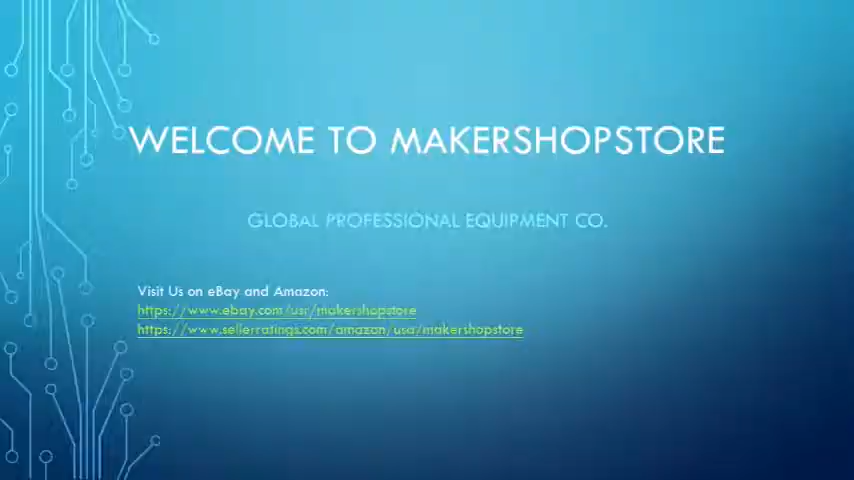 WELCOME TO MAKERSHOPSTORE
GLOBAL PROFESSIONAL EQUIPMENT CO.
Visit Us on eBay and Amazon:
https://www.ebay.com/usr/makershopstore
https://www.sellerratings.com/amazon/usa/makershopstore